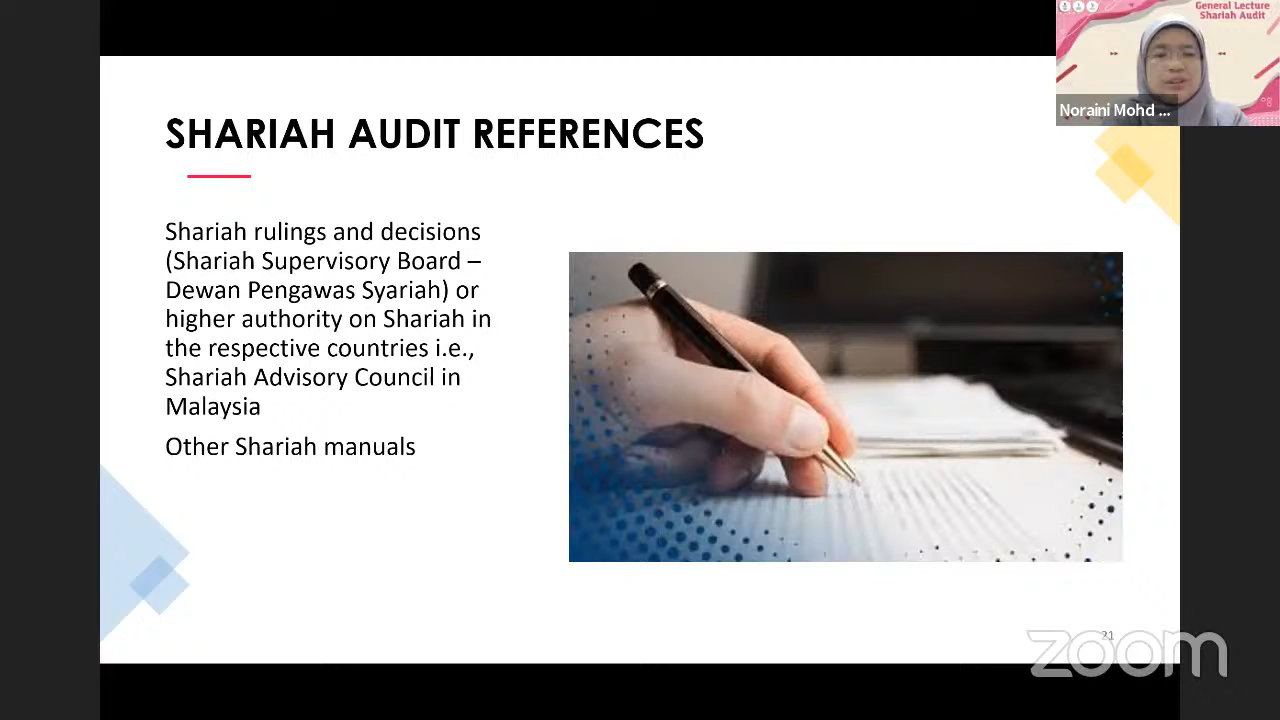 General Lecture
Shariah Audit
Noraini Mohd ...
SHARIAH AUDIT REFERENCES
Shariah rulings and decisions
(Shariah Supervisory Board –
Dewan Pengawas Syariah) or
higher authority on Shariah in
the respective countries i.e.,
Shariah Advisory Council in
Malaysia
Other Shariah manuals
21
zoom